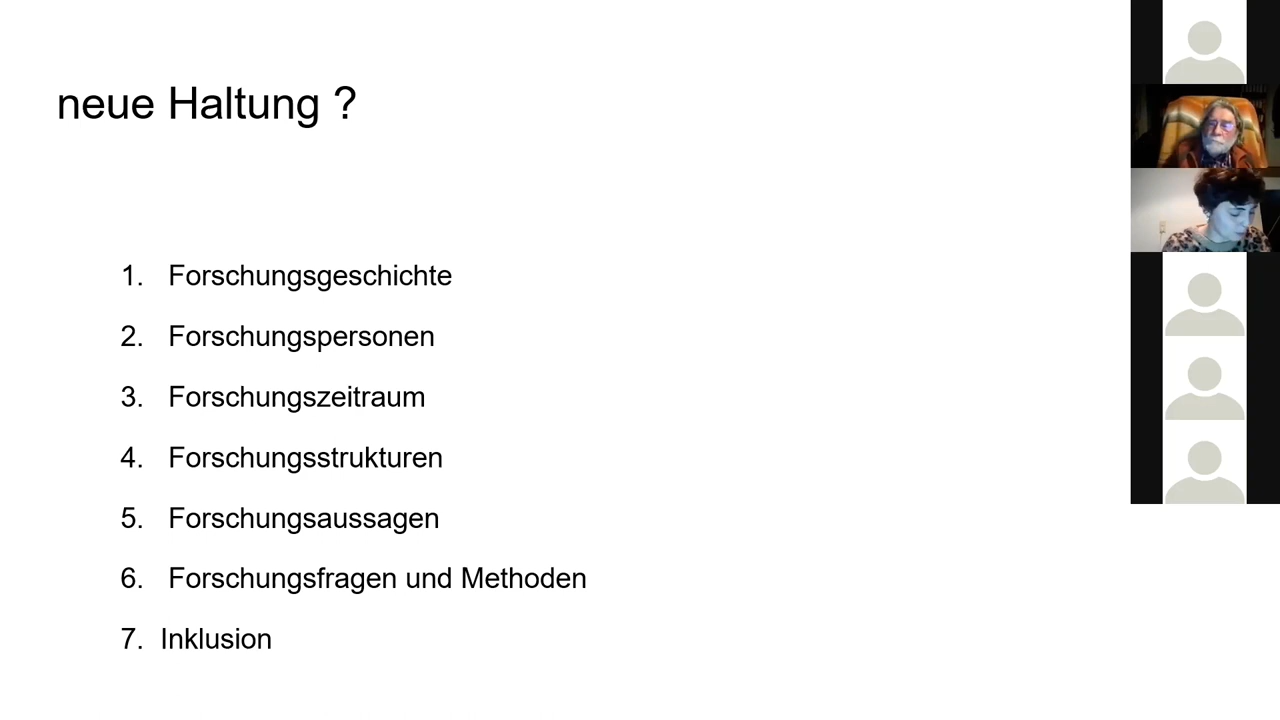 neue Haltung ?
1. Forschungsgeschichte
2. Forschungspersonen
3. Forschungszeitraum
4. Forschungsstrukturen
5. Forschungsaussagen
6. Forschungsfragen und Methoden
7. Inklusion